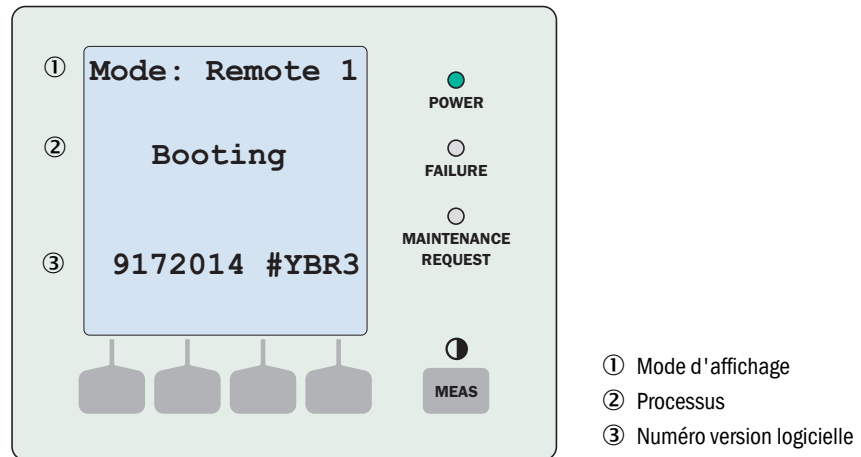 ① Mode: Remote 1
POWER
② Booting
FAILURE
MAINTENANCE
REQUEST
③ 9172014 #YBR3
MEAS
① Mode d'affichage
② Processus
③ Numéro version logicielle